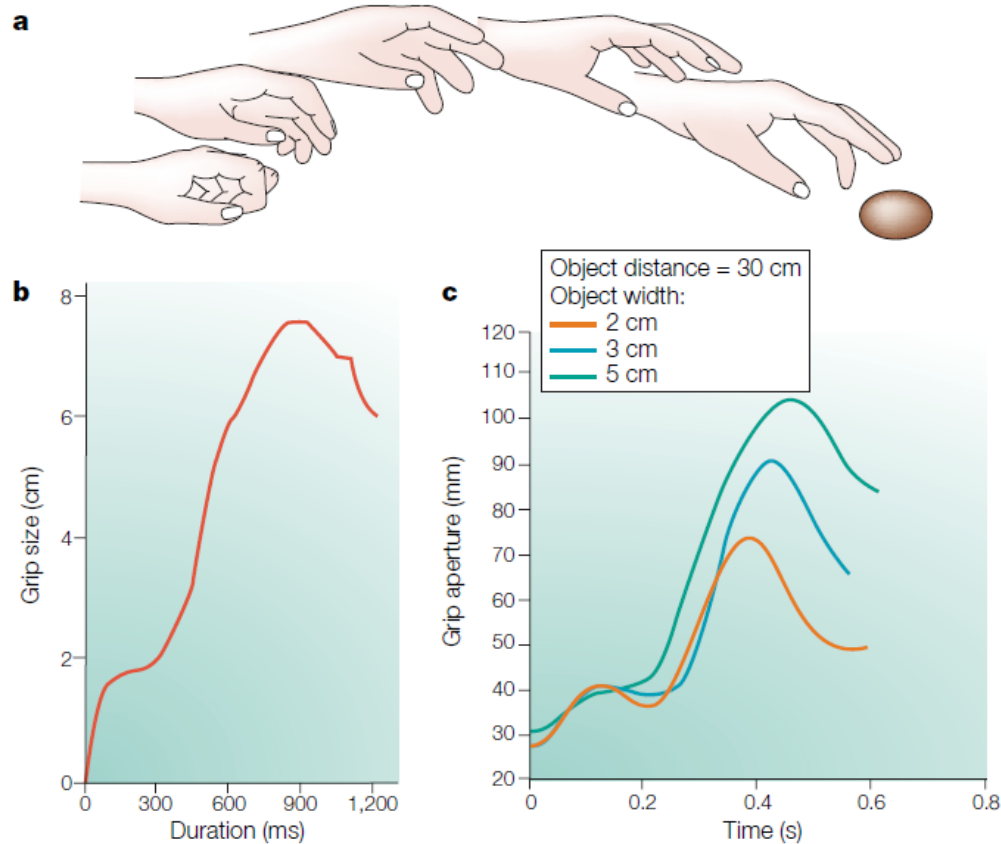 a
b
8
6
4
2
0
Grip size (cm)
0 300 600 900 1,200
Duration (ms)
c
Object distance = 30 cm
Object width:
2 cm
3 cm
5 cm
120
110
100
90
80
70
60
50
40
30
20
Grip aperture (mm)
0 0.2 0.4 0.6 0.8
Time (s)